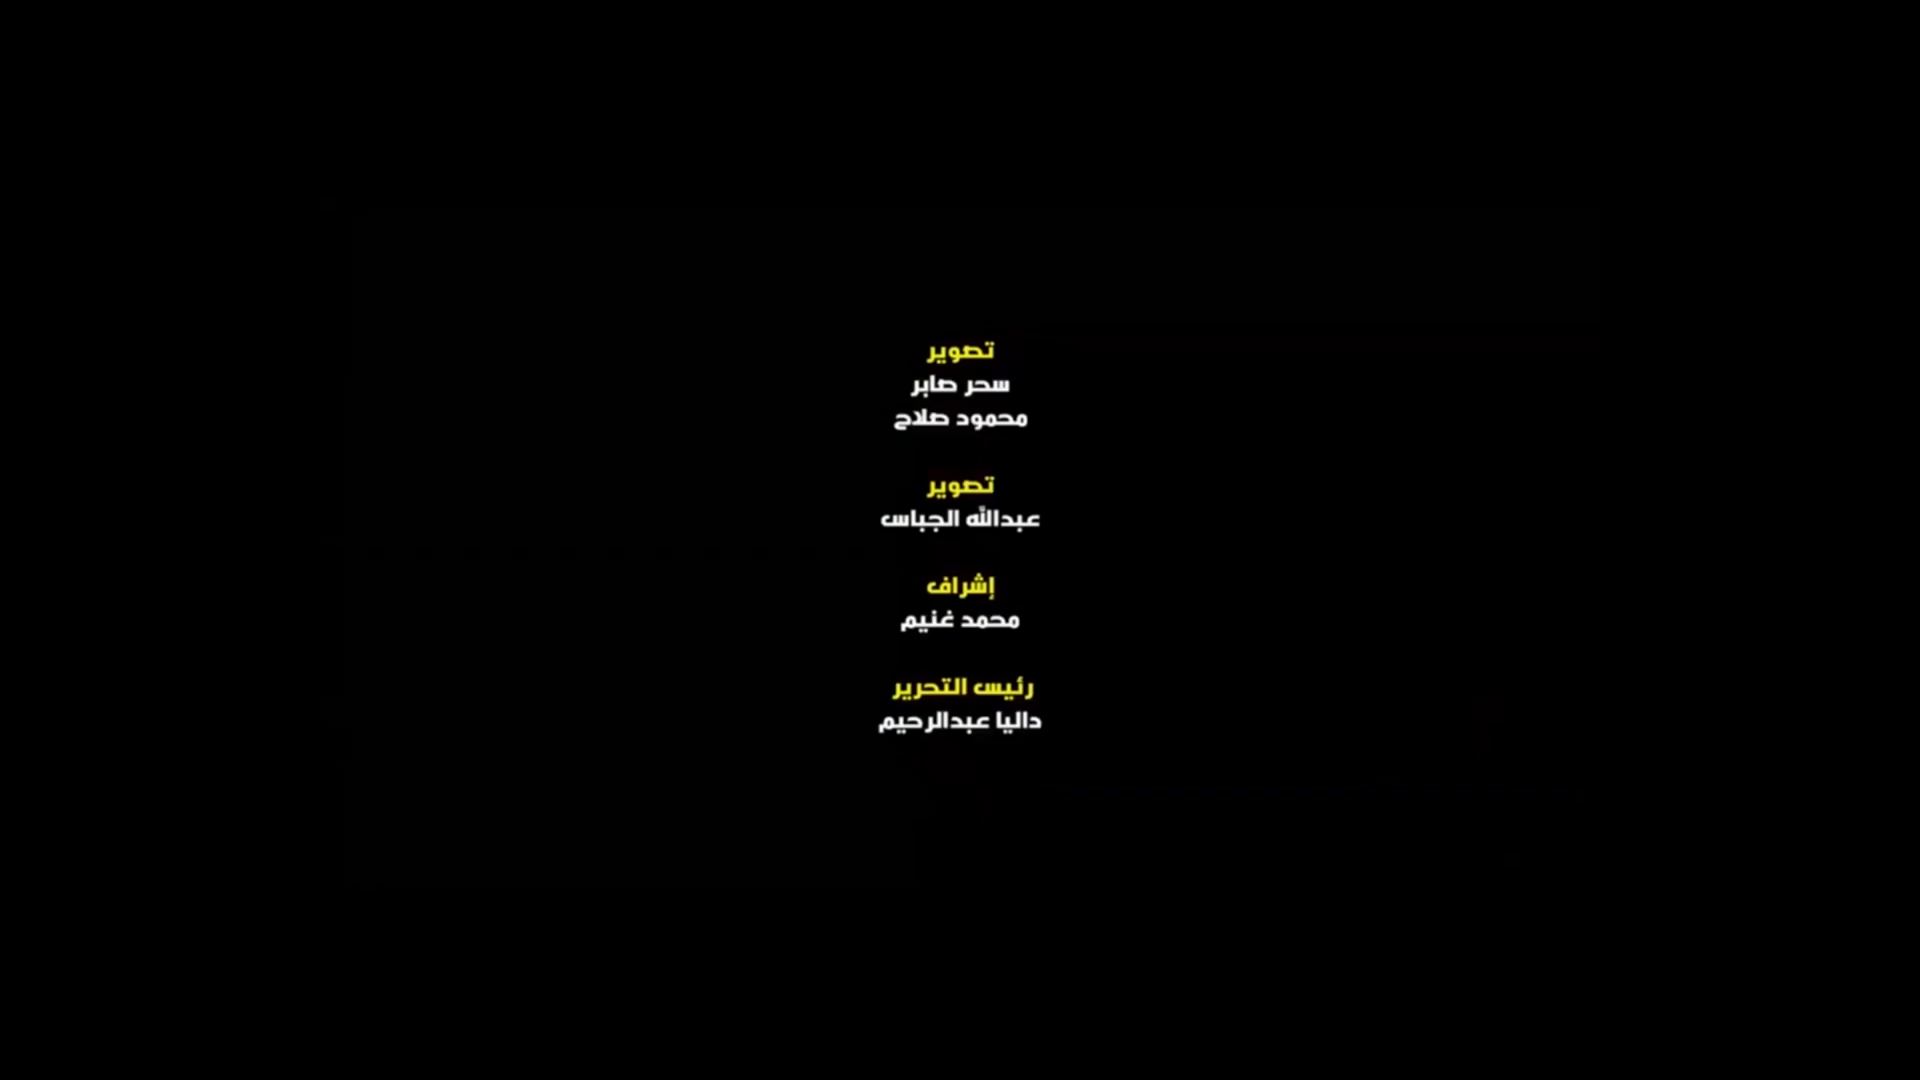 تصوير
سحر صابر
محمود صلاح
تصوير
عبدالله الجباس
إشراف
محمد غنيم
رئيس التحرير
داليا عبدالرحيم